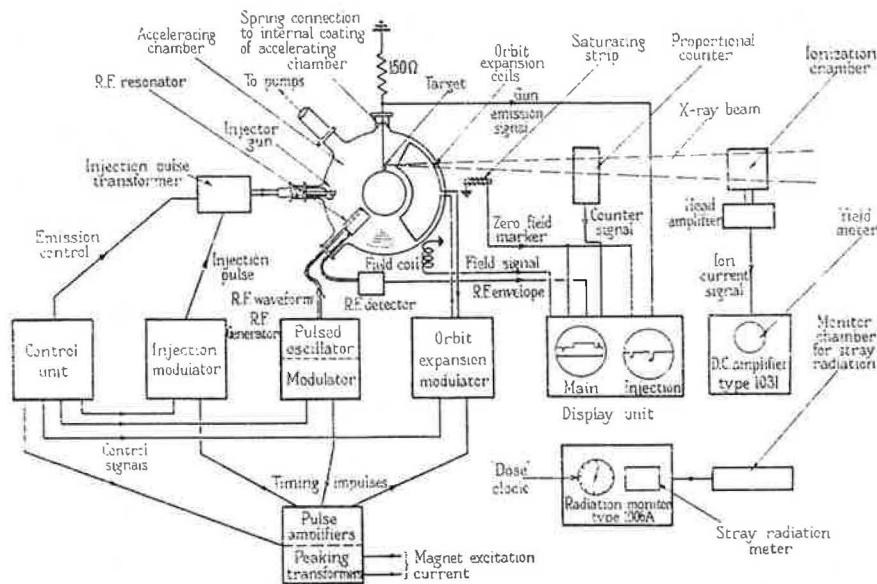 Spring connection
to internal coating
of accelerating
chamber
Accelerating
chamber
To pumps
R.F. resonator
Injector
gun
Injection pulse
transformer
150Ω
Orbit
expansion
coils
Target
Gun
emission
signal
Saturating
strip
Proportional
counter
X-ray beam
Ionization
chamber
Head
amplifier
Counter
signal
Zero field
marker
Field coil
Field signal
R.F. detector
R.F. envelope
Ion
current
signal
Field
meter
Emission
control
Injection
pulse
R.F. waveform
R.F.
Generator
Control
unit
Injection
modulator
Pulsed
oscillator
Modulator
Orbit
expansion
modulator
Main
Injection
Display unit
D.C. amplifier
type 1031
Monitor
chamber
for stray
radiation
Control
signals
Timing impulses
Pulse
amplifiers
Peaking
transformers
Magnet excitation
current
'Dose'
clock
Radiation monitor
type 1006A
Stray radiation
meter